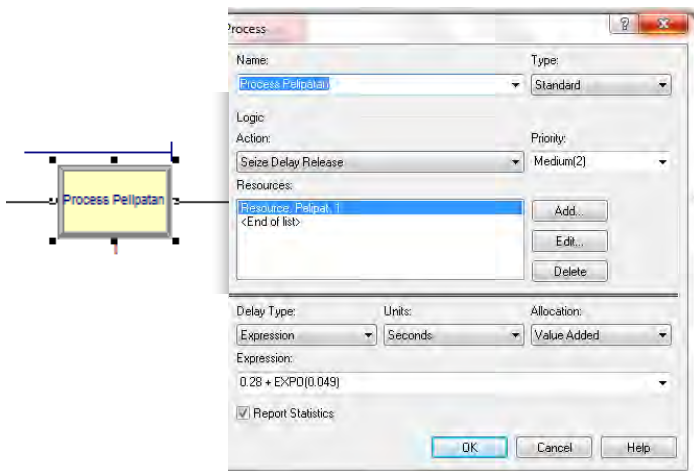 Process
Name:
Type:
Process Pelipatan
Standard
Logic
Action:
Priority:
Seize Delay Release
Medium(2)
Resources:
Resource, Pelipat, 1
<End of list>
Add...
Edit...
Delete
Process Pelipatan
Delay Type:
Units:
Allocation:
Expression
Seconds
Value Added
Expression:
0.28 + EXPO(0.049)
Report Statistics
OK
Cancel
Help